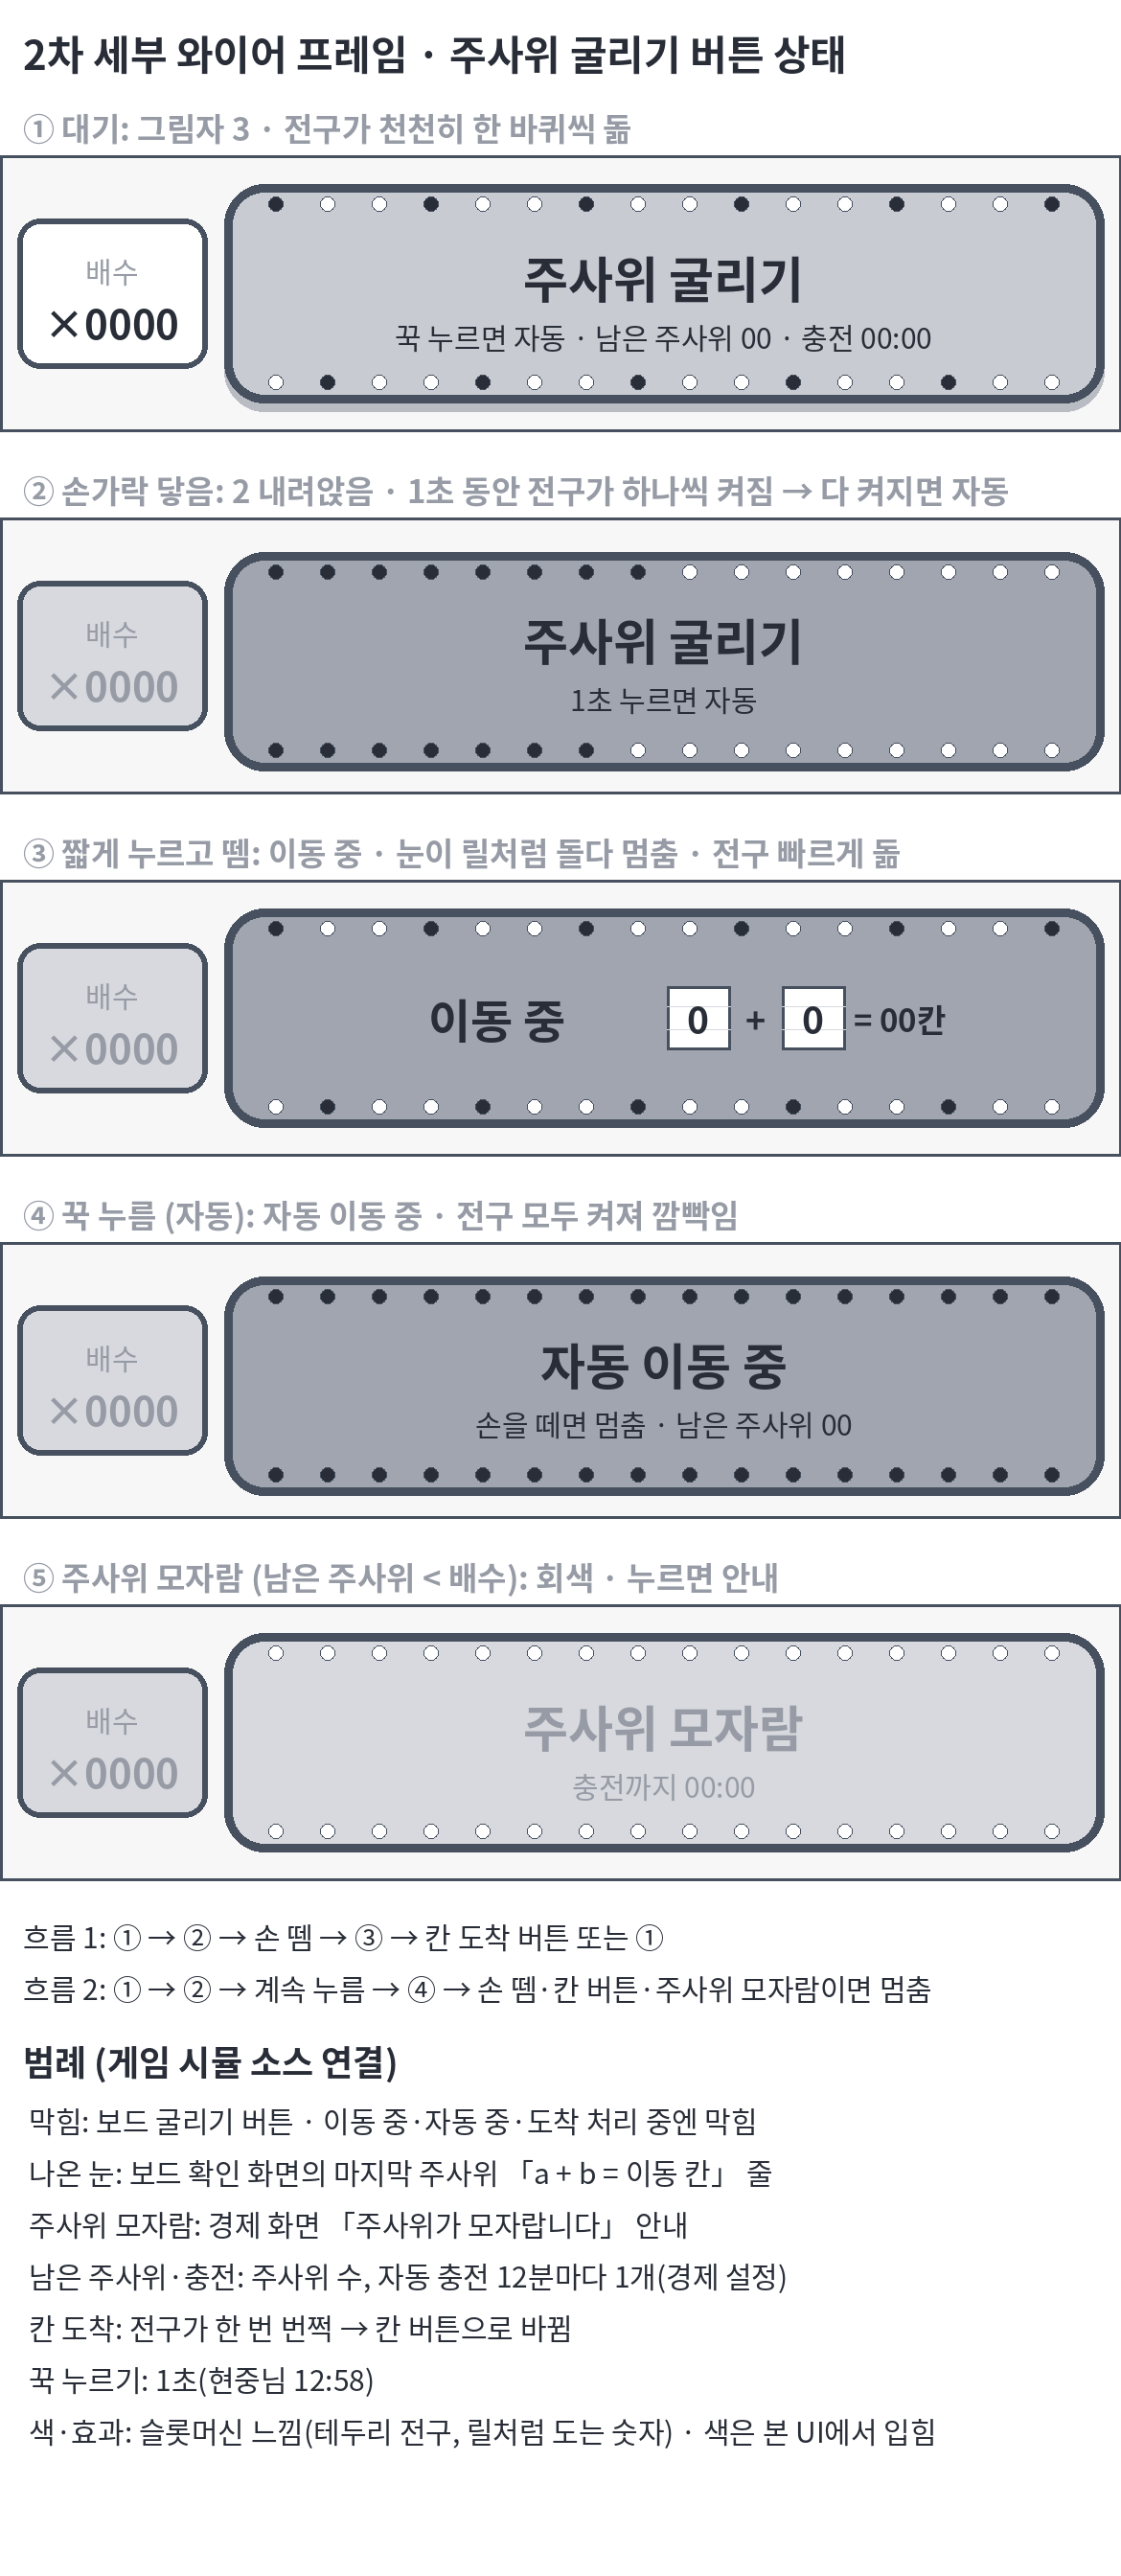 2차 세부 와이어 프레임 · 주사위 굴리기 버튼 상태
① 대기: 그림자 3 · 전구가 천천히 한 바퀴씩 돎
배수
×0000
주사위 굴리기
꾹 누르면 자동 · 남은 주사위 00 · 충전 00:00
② 손가락 닿음: 2 내려앉음 · 1초 동안 전구가 하나씩 켜짐 → 다 켜지면 자동
배수
×0000
주사위 굴리기
1초 누르면 자동
③ 짧게 누르고 뗌: 이동 중 · 눈이 릴처럼 돌다 멈춤 · 전구 빠르게 돎
배수
×0000
이동 중 0 + 0 = 00칸
④ 꾹 누름 (자동): 자동 이동 중 · 전구 모두 켜져 깜빡임
배수
×0000
자동 이동 중
손을 떼면 멈춤 · 남은 주사위 00
⑤ 주사위 모자람 (남은 주사위 < 배수): 회색 · 누르면 안내
배수
×0000
주사위 모자람
충전까지 00:00
흐름 1: ① → ② → 손 뗌 → ③ → 칸 도착 버튼 또는 ①
흐름 2: ① → ② → 계속 누름 → ④ → 손 뗌·칸 버튼·주사위 모자람이면 멈춤
범례 (게임 시뮬 소스 연결)
막힘: 보드 굴리기 버튼 · 이동 중·자동 중·도착 처리 중엔 막힘
나온 눈: 보드 확인 화면의 마지막 주사위 「a + b = 이동 칸」 줄
주사위 모자람: 경제 화면 「주사위가 모자랍니다」 안내
남은 주사위·충전: 주사위 수, 자동 충전 12분마다 1개(경제 설정)
칸 도착: 전구가 한 번 번쩍 → 칸 버튼으로 바뀜
꾹 누르기: 1초(현중님 12:58)
색·효과: 슬롯머신 느낌(테두리 전구, 릴처럼 도는 숫자) · 색은 본 UI에서 입힘